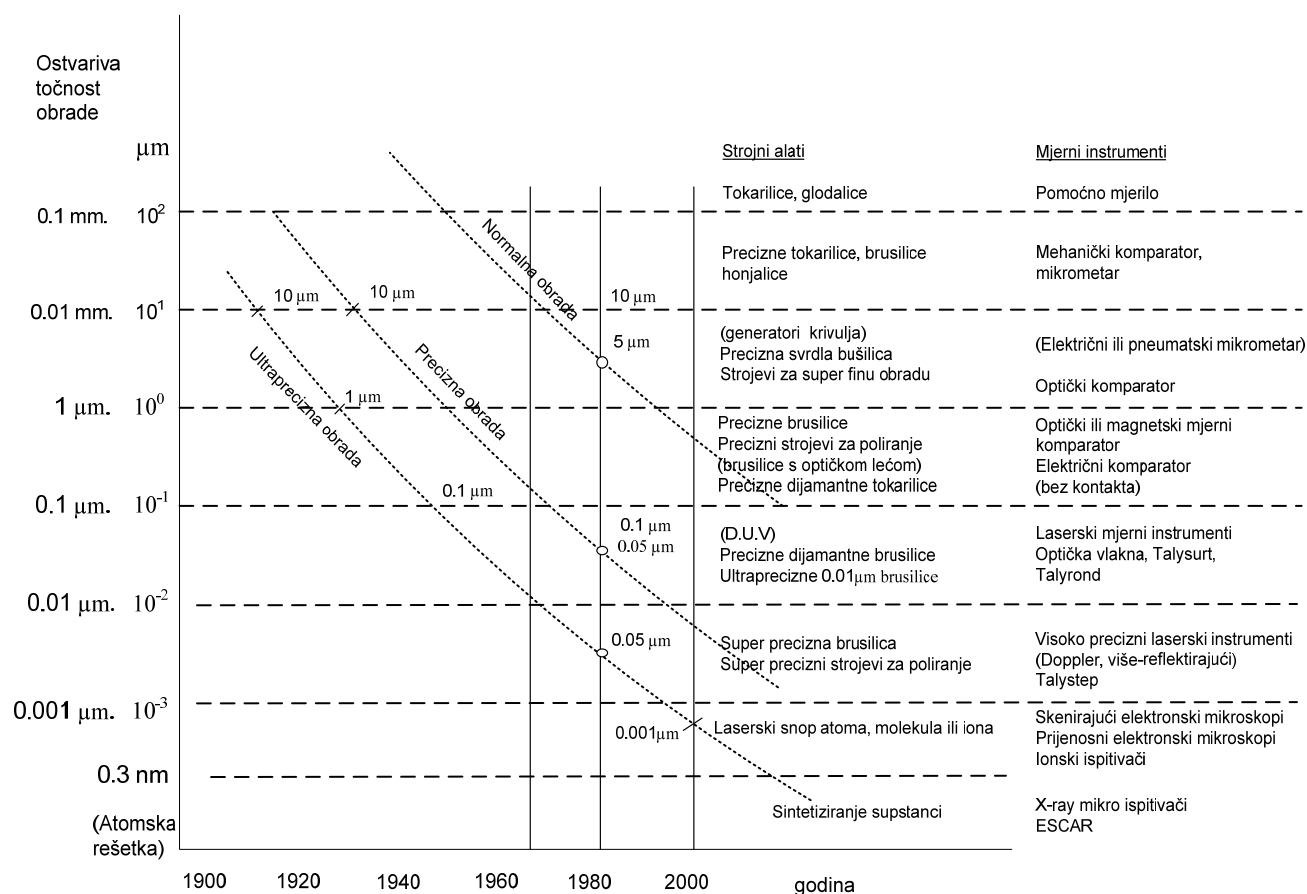 Ostvariva
točnost
obrade
µm
0.1 mm.
10²
0.01 mm.
10¹
1 µm.
10⁰
0.1 µm.
10⁻¹
0.01 µm.
10⁻²
0.001 µm.
10⁻³
0.3 nm
(Atomska
rešetka)
Normalna obrada
Precizna obrada
Ultraprecizna obrada
10 µm
10 µm
10 µm
5 µm
1 µm
0.1 µm
0.1 µm
0.05 µm
0.05 µm
0.001µm
Strojni alati
Tokarilice, glodalice
Precizne tokarilice, brusilice
honjalice
(generatori krivulja)
Precizna svrdla bušilica
Strojevi za super finu obradu
Precizne brusilice
Precizni strojevi za poliranje
(brusilice s optičkom lećom)
Precizne dijamantne tokarilice
(D.U.V)
Precizne dijamantne brusilice
Ultraprecizne 0.01µm brusilice
Super precizna brusilica
Super precizni strojevi za poliranje
Laserski snop atoma, molekula ili iona
Sintetiziranje supstanci
Mjerni instrumenti
Pomoćno mjerilo
Mehanički komparator,
mikrometar
(Električni ili pneumatski mikrometar)
Optički komparator
Optički ili magnetski mjerni
komparator
Električni komparator
(bez kontakta)
Laserski mjerni instrumenti
Optička vlakna, Talysurt,
Talyrond
Visoko precizni laserski instrumenti
(Doppler, više-reflektirajući)
Talystep
Skenirajući elektronski mikroskopi
Prijenosni elektronski mikroskopi
Ionski ispitivači
X-ray mikro ispitivači
ESCAR
1900 1920 1940 1960 1980 2000 godina